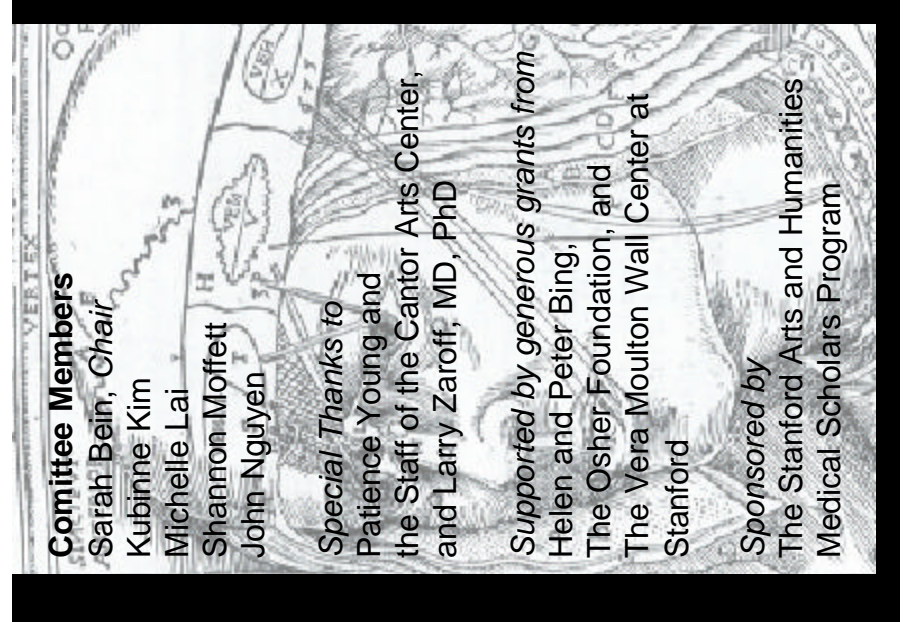 Committee Members
Sarah Bein, Chair
Kubinne Kim
Michelle Lai
Shannon Moffett
John Nguyen
Special Thanks to
Patience Young and
the Staff of the Cantor Arts Center,
and Larry Zaroff, MD, PhD
Supported by generous grants from
Helen and Peter Bing,
The Osher Foundation, and
The Vera Moulton Wall Center at
Stanford
Sponsored by
The Stanford Arts and Humanities
Medical Scholars Program
VERTEX